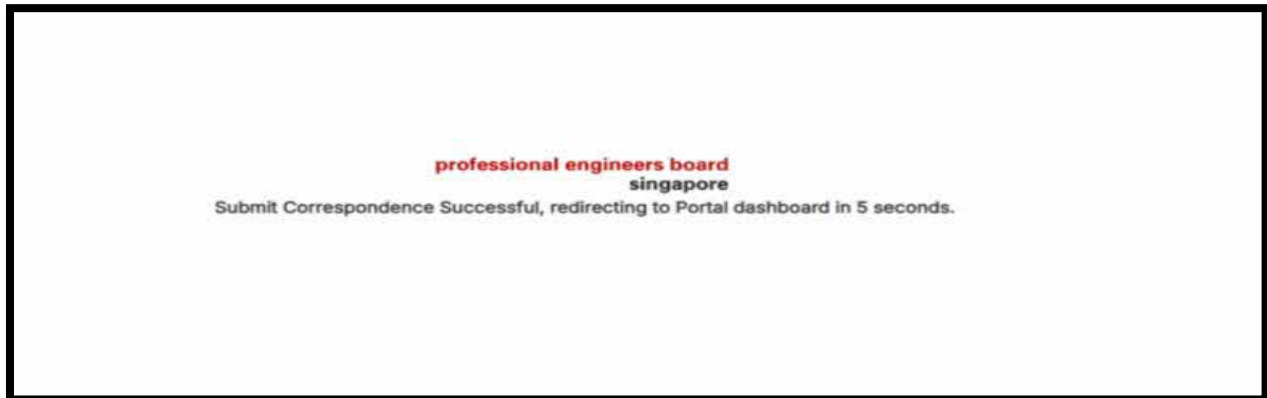 professional engineers board
singapore
Submit Correspondence Successful, redirecting to Portal dashboard in 5 seconds.